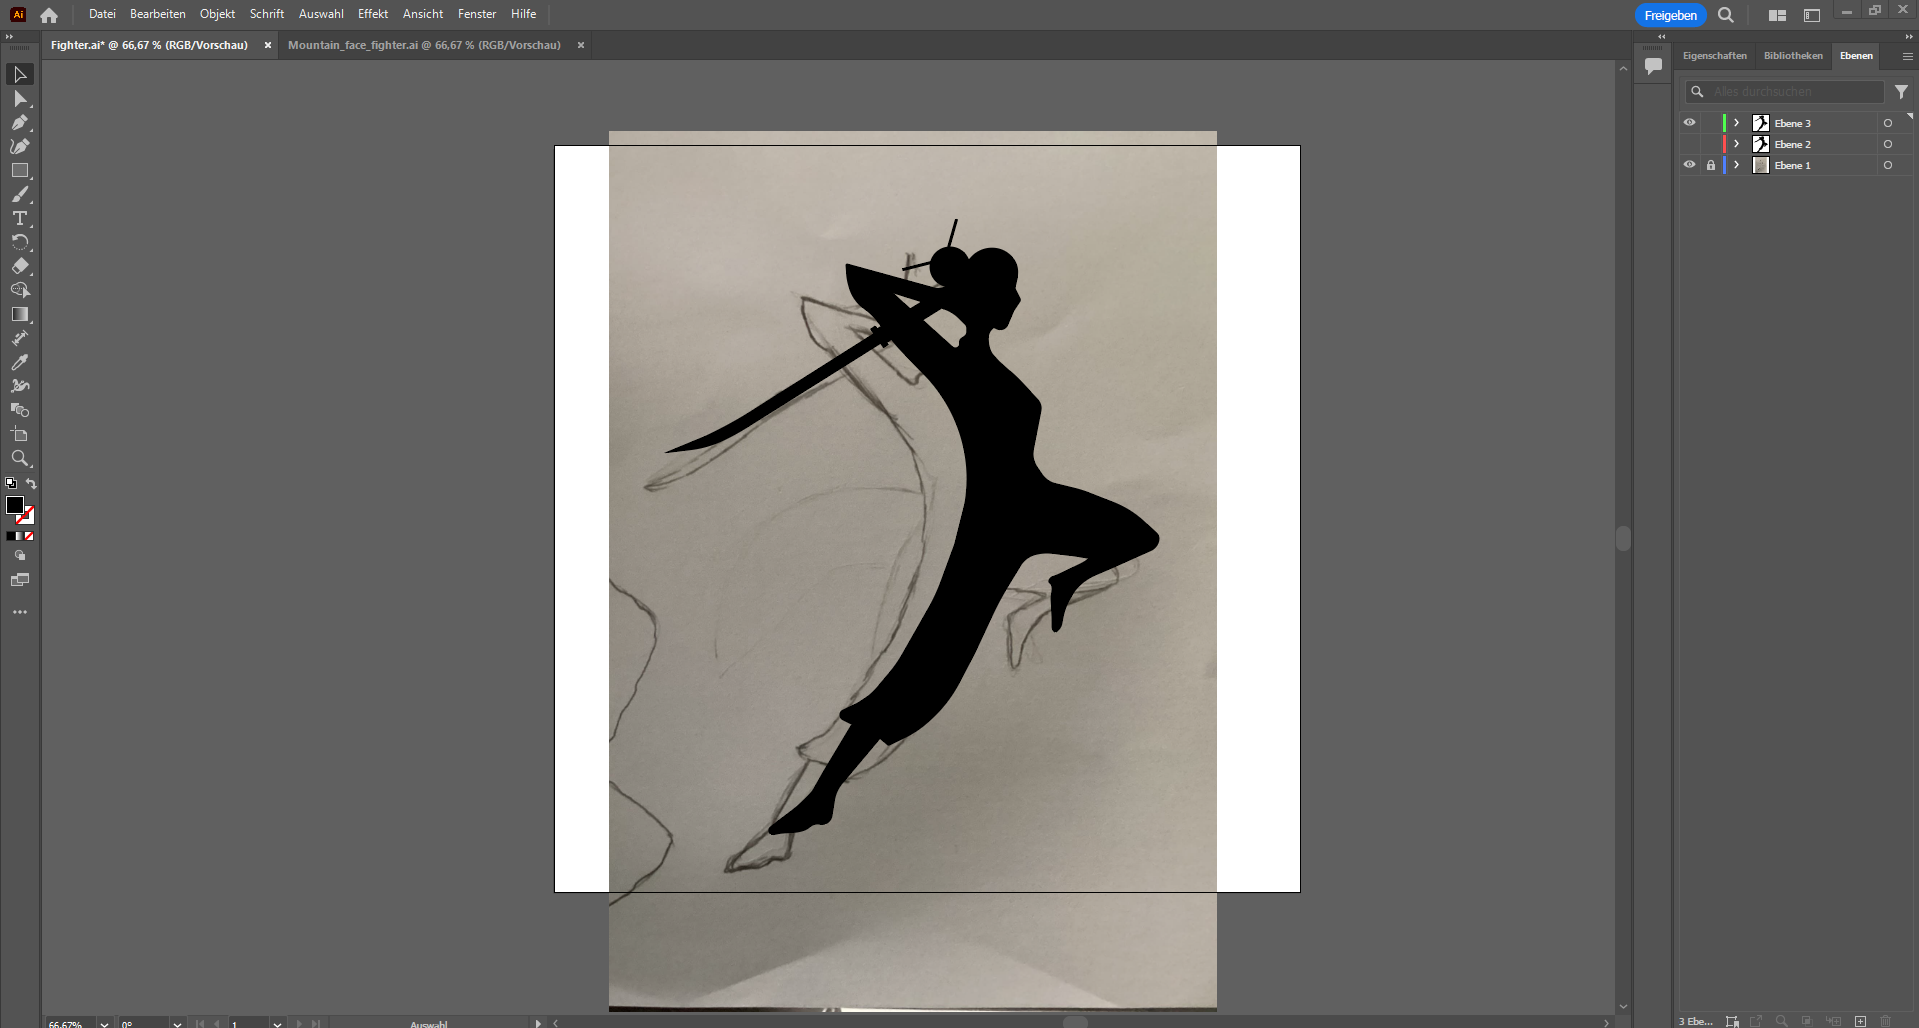 Ai Datei Bearbeiten Objekt Schrift Auswahl Effekt Ansicht Fenster Hilfe Freigeben
Fighter.ai* @ 66,67 % (RGB/Vorschau) × Mountain_face_fighter.ai @ 66,67 % (RGB/Vorschau) ×
Eigenschaften Bibliotheken Ebenen
Alles durchsuchen
Ebene 3
Ebene 2
Ebene 1
66,67% 0° 1 Auswahl 3 Ebe...